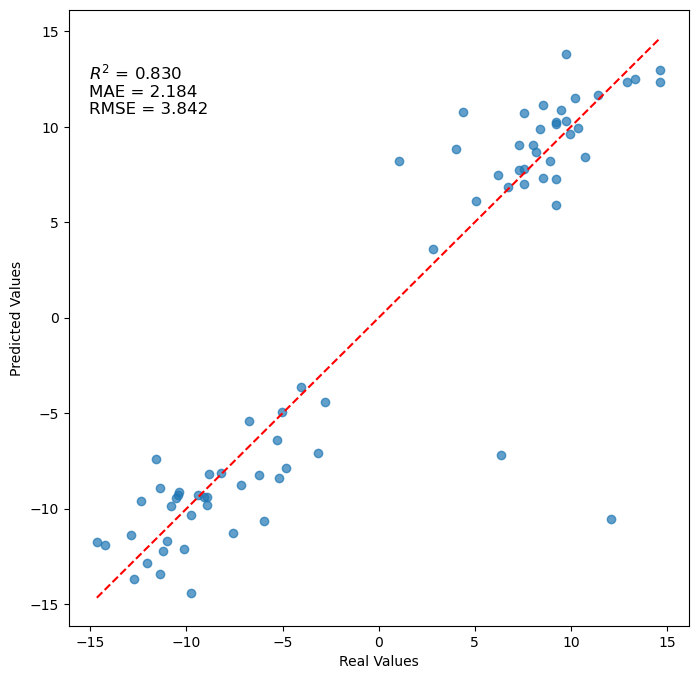 R² = 0.830
MAE = 2.184
RMSE = 3.842
15
10
5
0
−5
−10
−15
Predicted Values
−15 −10 −5 0 5 10 15
Real Values